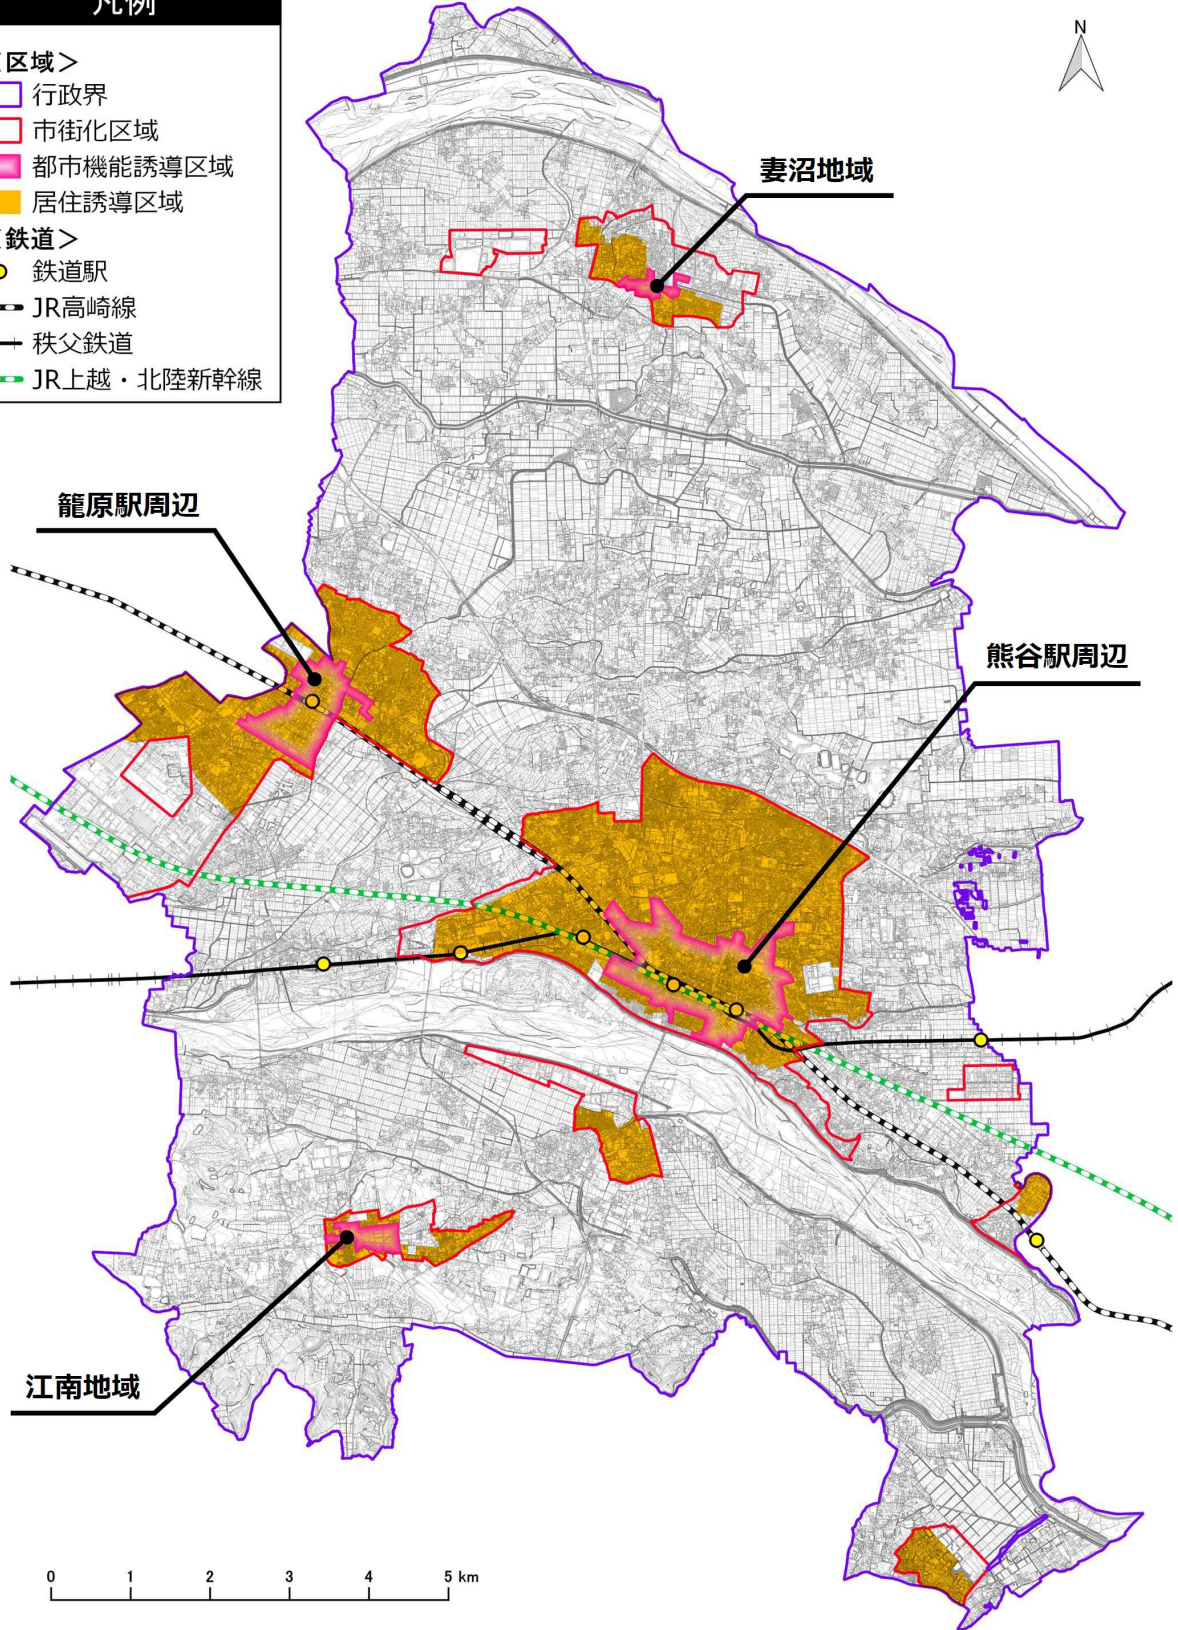 凡例
区域＞
行政界
市街化区域
都市機能誘導区域
居住誘導区域
鉄道＞
鉄道駅
JR高崎線
秩父鉄道
JR上越・北陸新幹線
N
妻沼地域
籠原駅周辺
熊谷駅周辺
江南地域
0 1 2 3 4 5 km